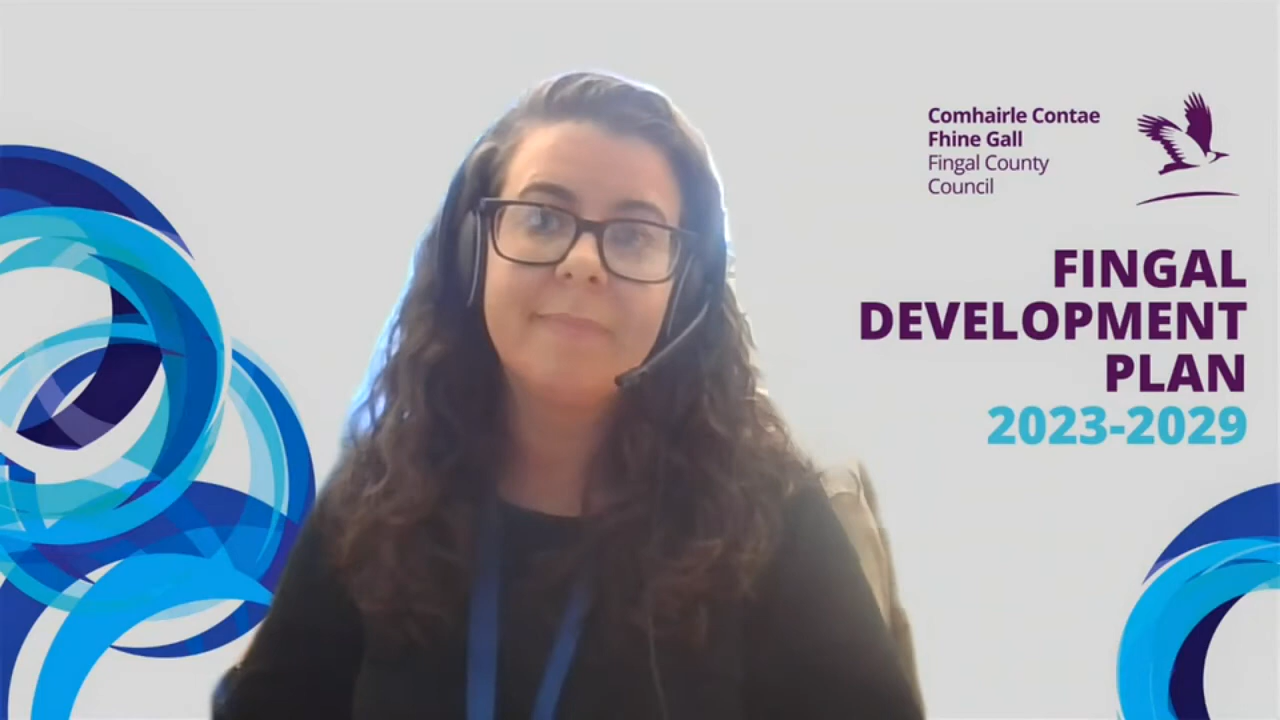 Comhairle Contae
Fhine Gall
Fingal County
Council
FINGAL
DEVELOPMENT
PLAN
2023-2029